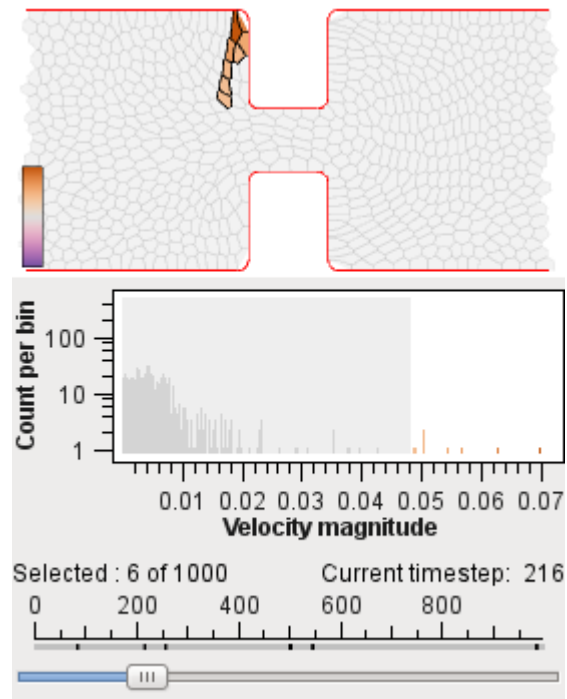 Count per bin
100
10
1
0.01 0.02 0.03 0.04 0.05 0.06 0.07
Velocity magnitude
Selected : 6 of 1000 Current timestep: 216
0 200 400 600 800